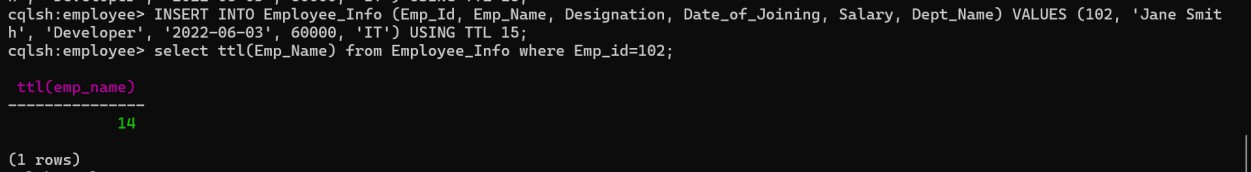 cqlsh:employee> INSERT INTO Employee_Info (Emp_Id, Emp_Name, Designation, Date_of_Joining, Salary, Dept_Name) VALUES (102, 'Jane Smit
h', 'Developer', '2022-06-03', 60000, 'IT') USING TTL 15;
cqlsh:employee> select ttl(Emp_Name) from Employee_Info where Emp_id=102;
ttl(emp_name)
---------------
14
(1 rows)